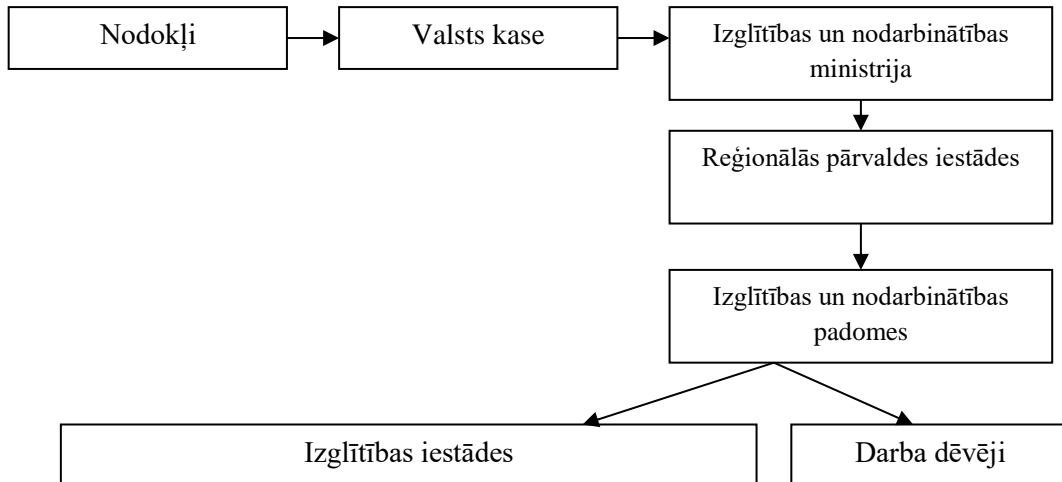 Nodokļi
Valsts kase
Izglītības un nodarbinātības
ministrija
Reģionālās pārvaldes iestādes
Izglītības un nodarbinātības
padomes
Izglītības iestādes
Darba dēvēji